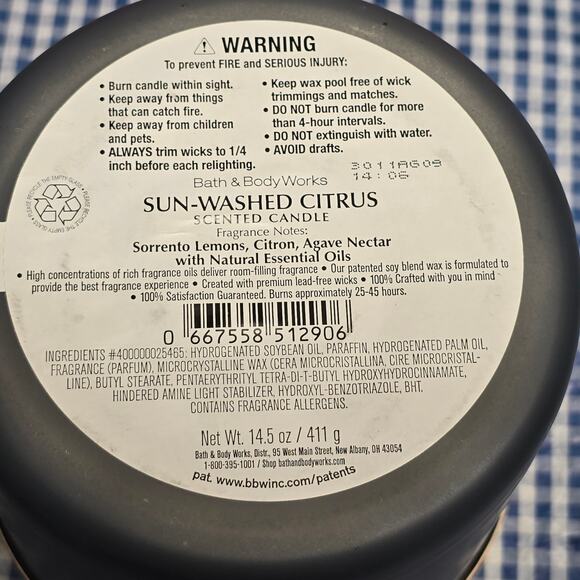 ⚠ WARNING
To prevent FIRE and SERIOUS INJURY:
• Burn candle within sight.
• Keep away from things
that can catch fire.
• Keep away from children
and pets.
• ALWAYS trim wicks to 1/4
inch before each relighting.
• Keep wax pool free of wick
trimmings and matches.
• DO NOT burn candle for more
than 4-hour intervals.
• DO NOT extinguish with water.
• AVOID drafts.
3011AG09
14:06
PLEASE RECYCLE THE EMPTY GLASS • PLEASE RECYCLE THE EMPTY GLASS •
Bath & Body Works
SUN-WASHED CITRUS
SCENTED CANDLE
Fragrance Notes:
Sorrento Lemons, Citron, Agave Nectar
with Natural Essential Oils
• High concentrations of rich fragrance oils deliver room-filling fragrance • Our patented soy blend wax is formulated to
provide the best fragrance experience • Created with premium lead-free wicks • 100% Crafted with you in mind
• 100% Satisfaction Guaranteed. Burns approximately 25-45 hours.
0 667558 512906
INGREDIENTS #400000025465: HYDROGENATED SOYBEAN OIL, PARAFFIN, HYDROGENATED PALM OIL,
FRAGRANCE (PARFUM), MICROCRYSTALLINE WAX (CERA MICROCRISTALLINA, CIRE MICROCRISTAL-
LINE), BUTYL STEARATE, PENTAERYTHRITYL TETRA-DI-T-BUTYL HYDROXYHYDROCINNAMATE,
HINDERED AMINE LIGHT STABILIZER, HYDROXYL-BENZOTRIAZOLE, BHT.
CONTAINS FRAGRANCE ALLERGENS.
Net Wt. 14.5 oz / 411 g
Bath & Body Works, Distr., 95 West Main Street, New Albany, OH 43054
1-800-395-1001 / Shop bathandbodyworks.com
pat. www.bbwinc.com/patents